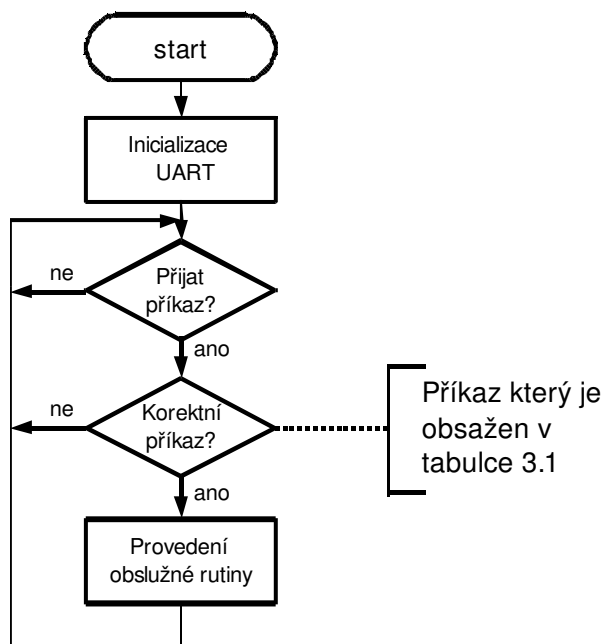 start
Inicializace
UART
ne
Přijat
příkaz?
ano
ne
Korektní
příkaz?
Příkaz který je
obsažen v
tabulce 3.1
ano
Provedení
obslužné rutiny